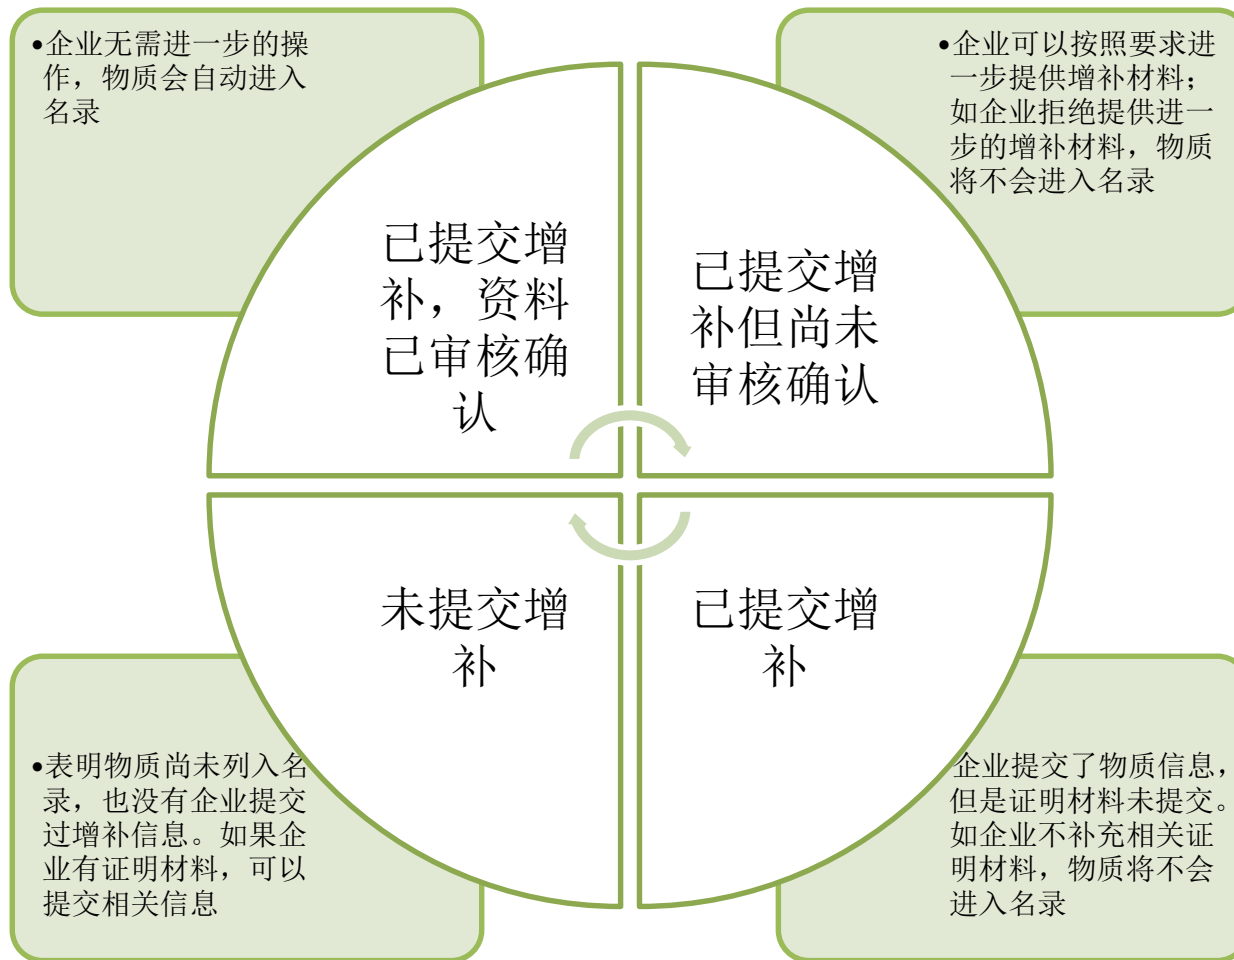 •企业无需进一步的操
作，物质会自动进入
名录
•企业可以按照要求进
一步提供增补材料；
如企业拒绝提供进一
步的增补材料，物质
将不会进入名录
已提交增
补，资料
已审核确
认
已提交增
补但尚未
审核确认
未提交增
补
已提交增
补
•表明物质尚未列入名
录，也没有企业提交
过增补信息。如果企
业有证明材料，可以
提交相关信息
企业提交了物质信息，
但是证明材料未提交。
如企业不补充相关证
明材料，物质将不会
进入名录